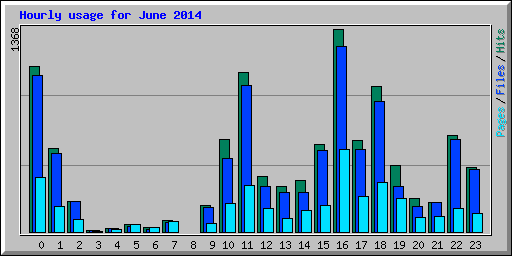 Hourly usage for June 2014
1368
Pages/Files/Hits
0 1 2 3 4 5 6 7 8 9 10 11 12 13 14 15 16 17 18 19 20 21 22 23